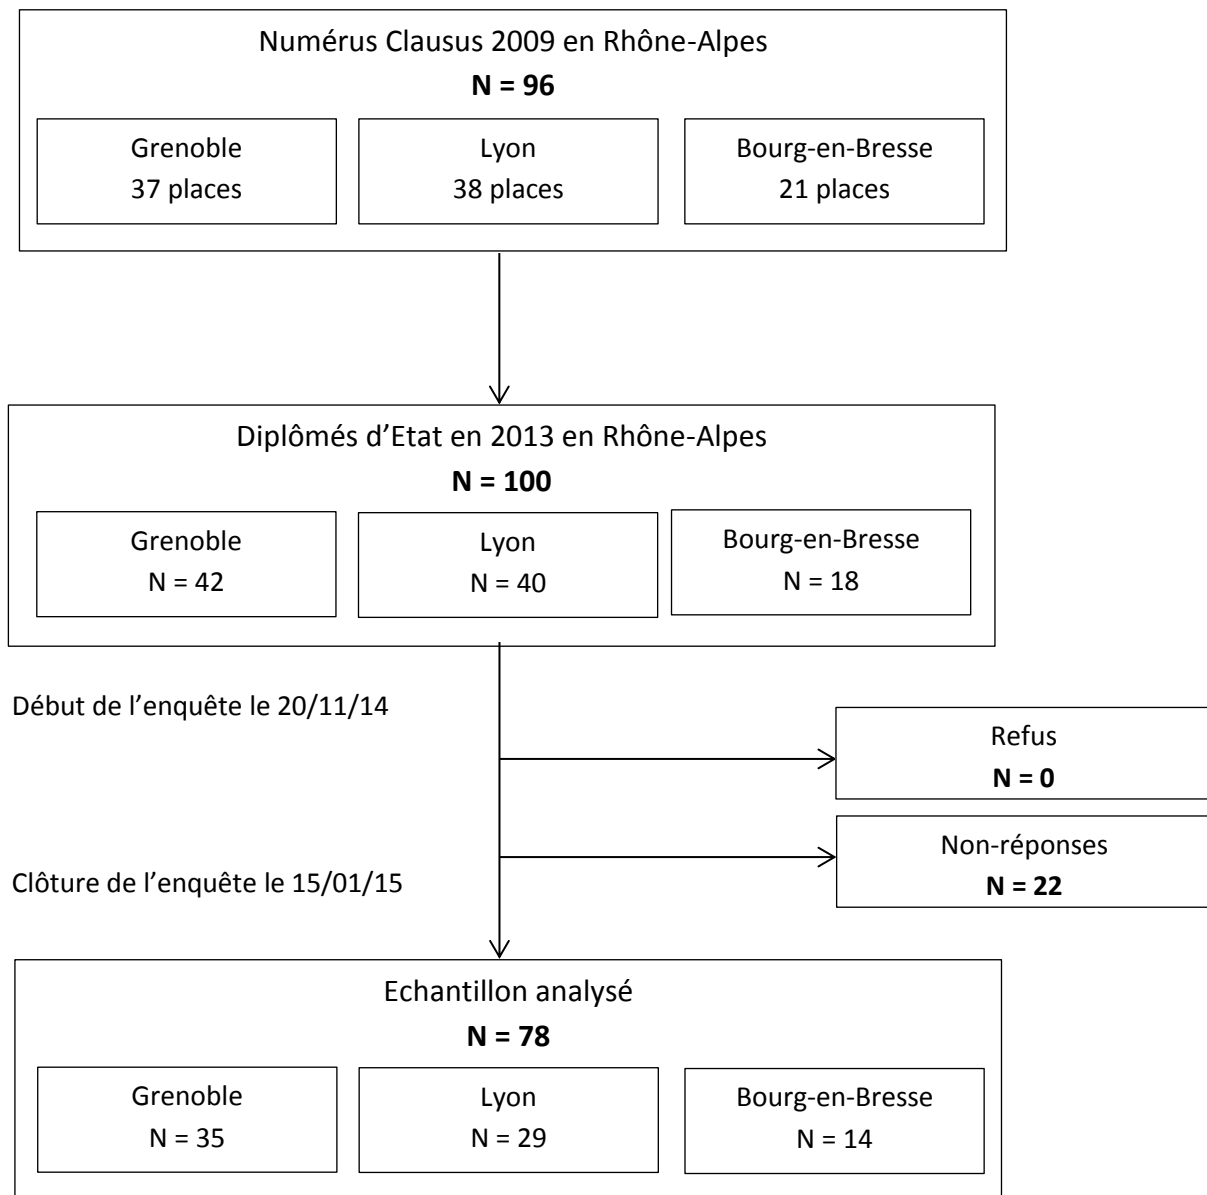 Numérus Clausus 2009 en Rhône-Alpes
N = 96
Grenoble
37 places
Lyon
38 places
Bourg-en-Bresse
21 places
Diplômés d’Etat en 2013 en Rhône-Alpes
N = 100
Grenoble
N = 42
Lyon
N = 40
Bourg-en-Bresse
N = 18
Début de l’enquête le 20/11/14
Refus
N = 0
Non-réponses
N = 22
Clôture de l’enquête le 15/01/15
Echantillon analysé
N = 78
Grenoble
N = 35
Lyon
N = 29
Bourg-en-Bresse
N = 14